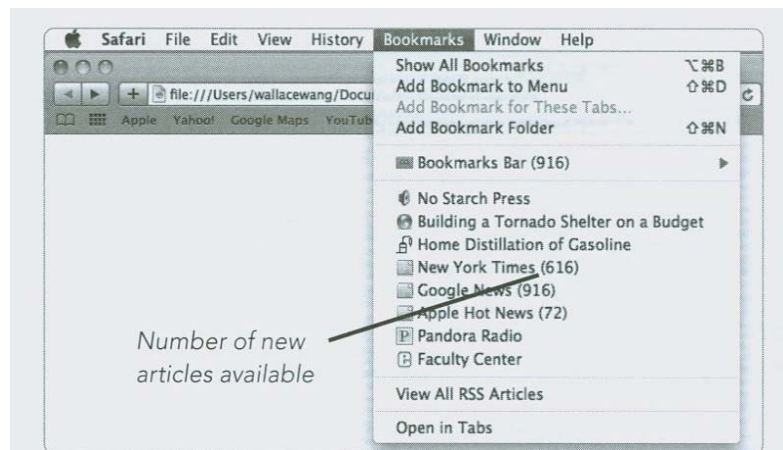 Safari File Edit View History Bookmarks Window Help
file:///Users/wallacewang/Docu
Apple Yahoo! Google Maps YouTub
Show All Bookmarks ⌥⌘B
Add Bookmark to Menu ⇧⌘D
Add Bookmark for These Tabs...
Add Bookmark Folder ⇧⌘N
Bookmarks Bar (916)
No Starch Press
Building a Tornado Shelter on a Budget
Home Distillation of Gasoline
New York Times (616)
Google News (916)
Apple Hot News (72)
P Pandora Radio
Faculty Center
View All RSS Articles
Open in Tabs
Number of new
articles available